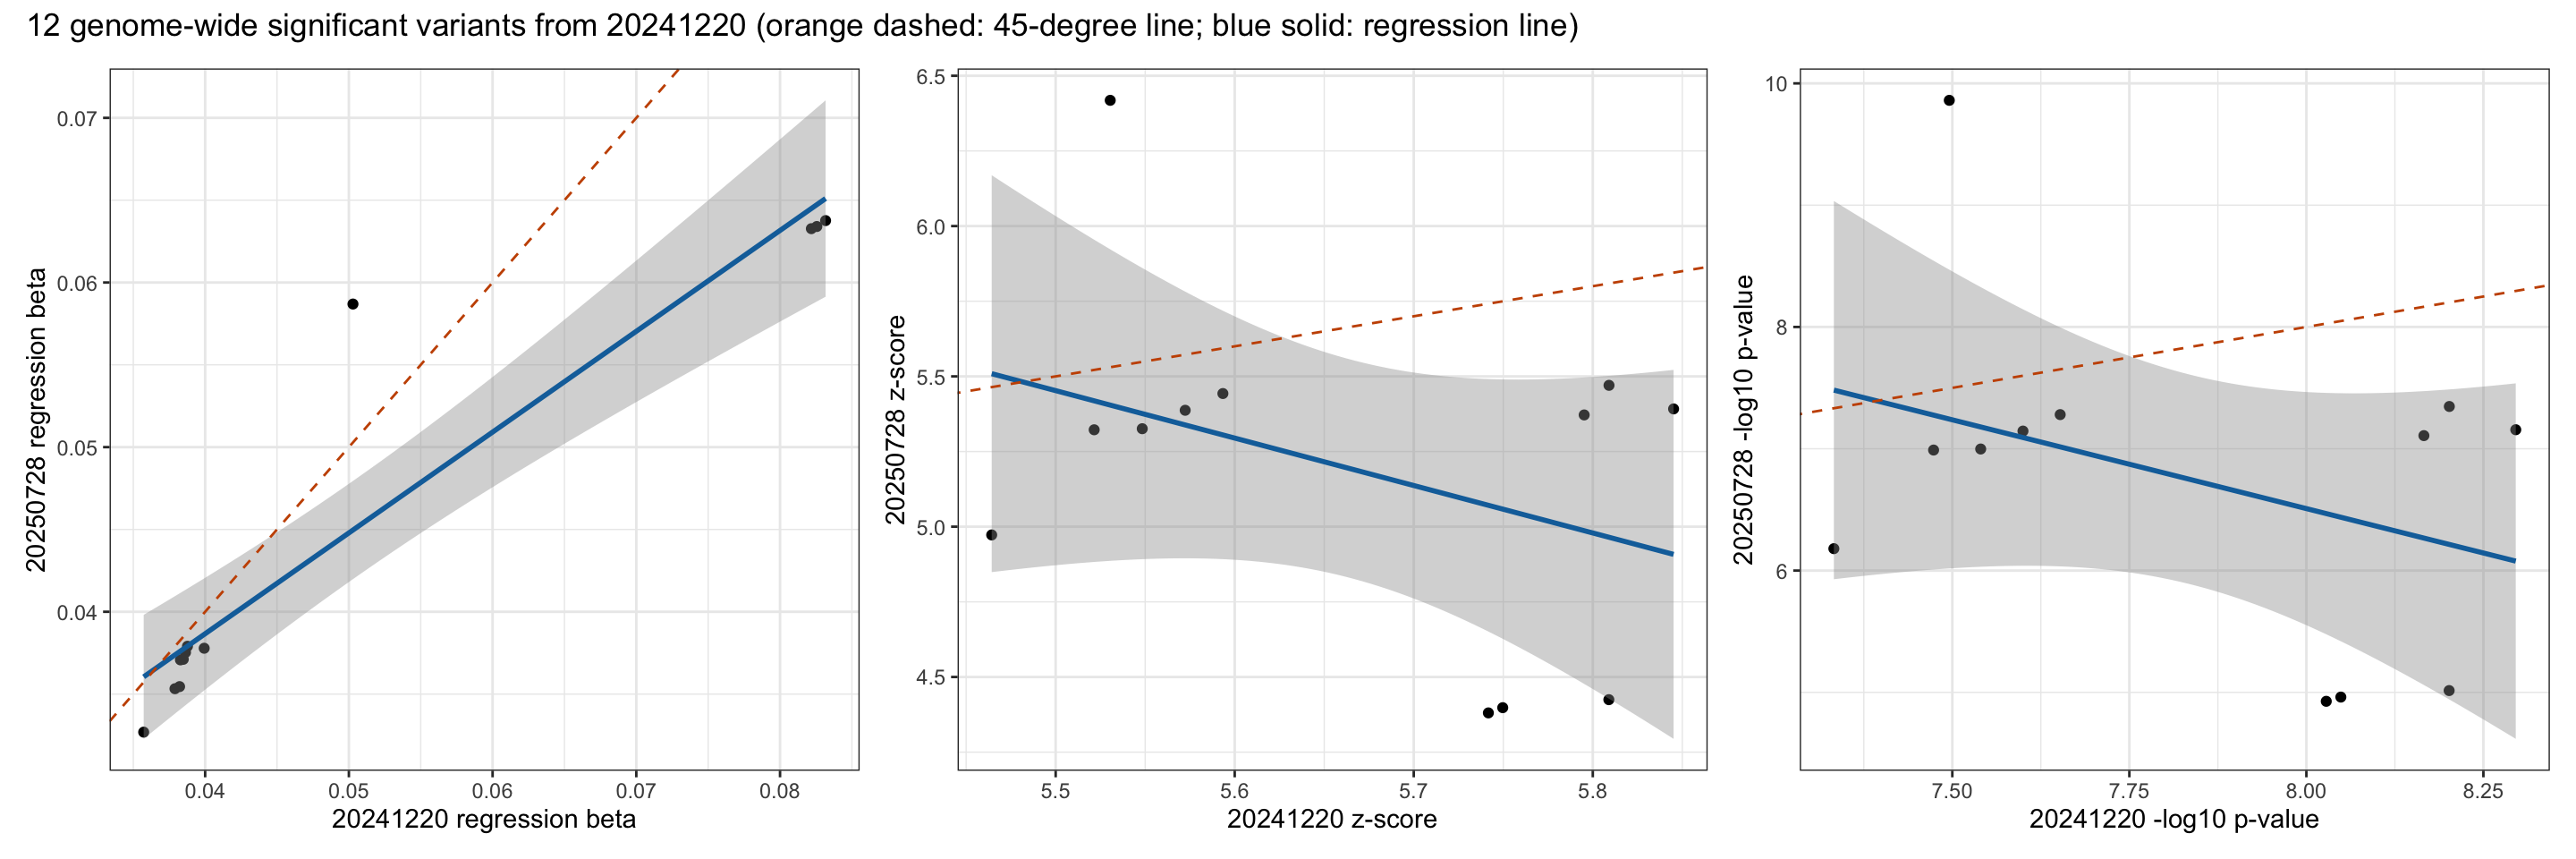 12 genome-wide significant variants from 20241220 (orange dashed: 45-degree line; blue solid: regression line)
20250728 regression beta
0.07
0.06
0.05
0.04
0.04 0.05 0.06 0.07 0.08
20241220 regression beta
20250728 z-score
6.5
6.0
5.5
5.0
4.5
5.5 5.6 5.7 5.8
20241220 z-score
20250728 -log10 p-value
10
8
6
7.50 7.75 8.00 8.25
20241220 -log10 p-value